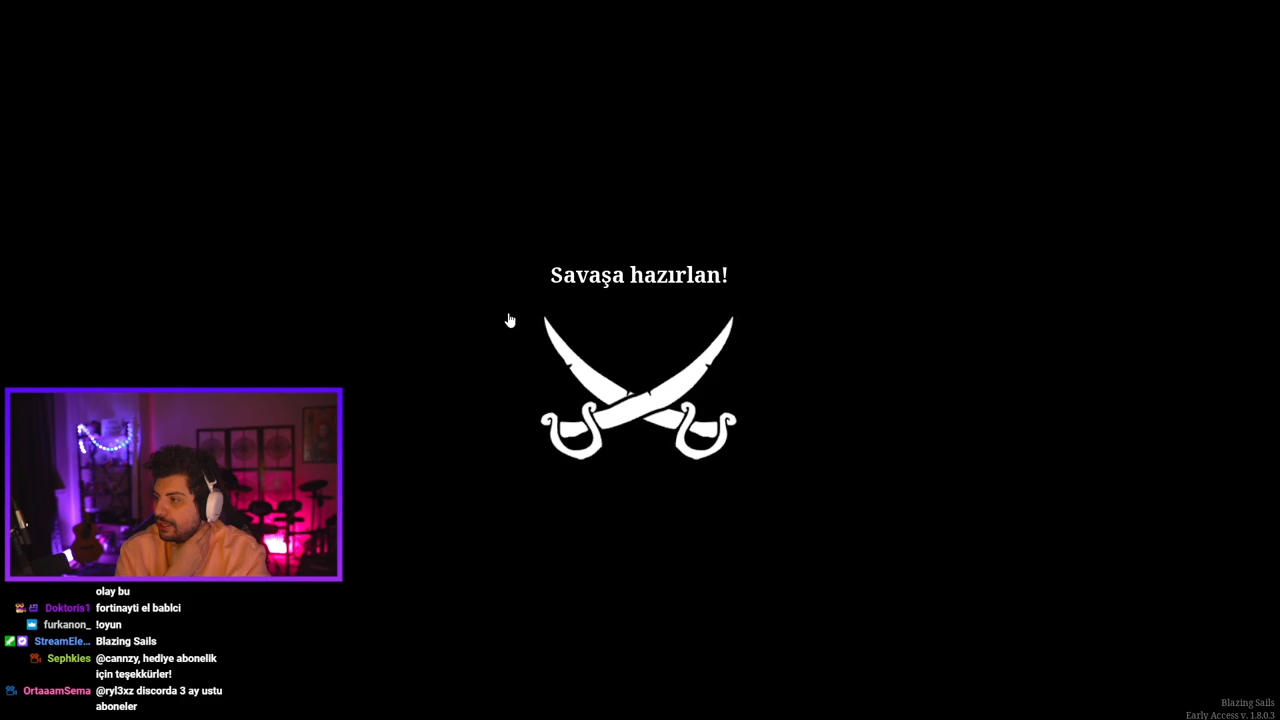 Savaşa hazırlan!
olay bu
Doktoris1 fortinayti el bablci
furkanon_ !oyun
StreamEle... Blazing Sails
Sephkies @cannzy, hediye abonelik
için teşekkürler!
OrtaaamSema @ryl3xz discorda 3 ay ustu
aboneler
Blazing Sails
Early Access v. 1.8.0.3